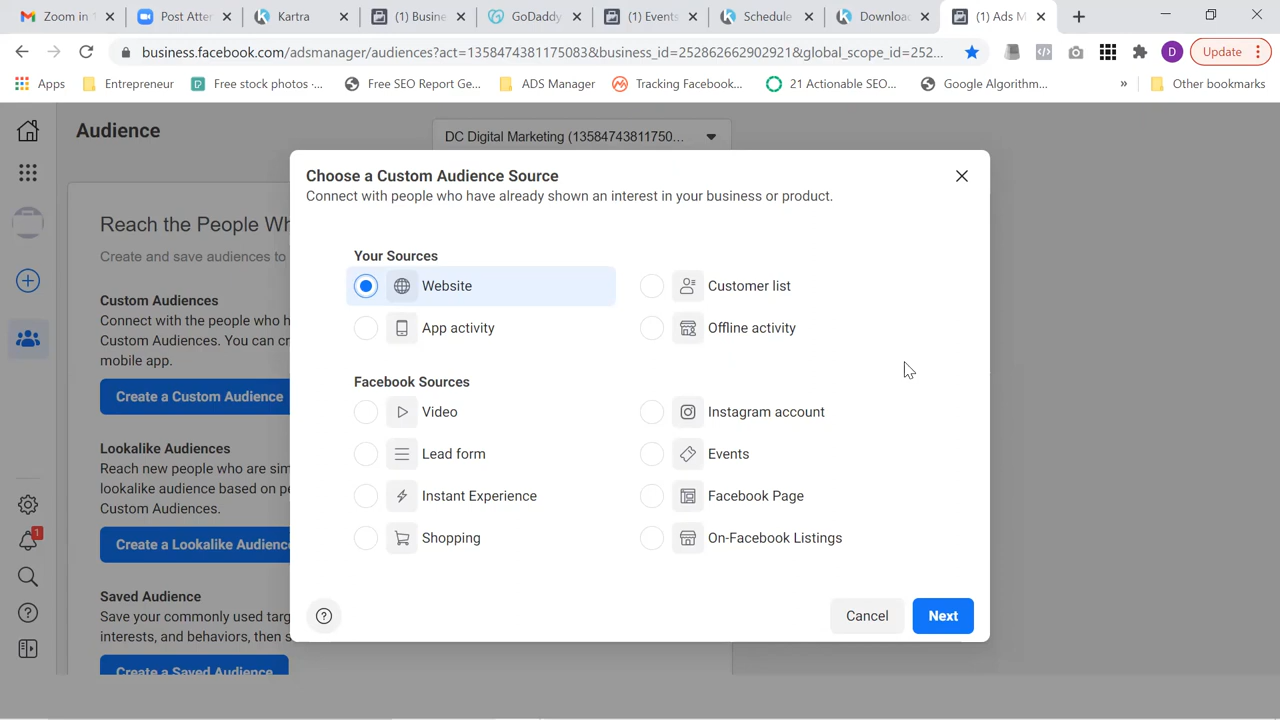 Zoom in 1
Post Atter
Kartra
(1) Busine
GoDaddy
(1) Events
Schedule
Downloac
(1) Ads M
business.facebook.com/adsmanager/audiences?act=1358474381175083&business_id=252862662902921&global_scope_id=252...
D
Update
Apps
Entrepreneur
Free stock photos ·...
Free SEO Report Ge...
ADS Manager
Tracking Facebook...
21 Actionable SEO...
Google Algorithm...
»
Other bookmarks
Audience
DC Digital Marketing (13584743811750...
Choose a Custom Audience Source
Connect with people who have already shown an interest in your business or product.
Reach the People Wh
Create and save audiences to
Your Sources
Website
Customer list
App activity
Offline activity
Custom Audiences
Connect with the people who h
Custom Audiences. You can cr
mobile app.
Create a Custom Audience
Facebook Sources
Video
Instagram account
Lead form
Events
Instant Experience
Facebook Page
Shopping
On-Facebook Listings
Lookalike Audiences
Reach new people who are sim
lookalike audience based on pe
Custom Audiences.
Create a Lookalike Audience
1
Saved Audience
Save your commonly used targ
interests, and behaviors, then s
Create a Saved Audience
Cancel
Next